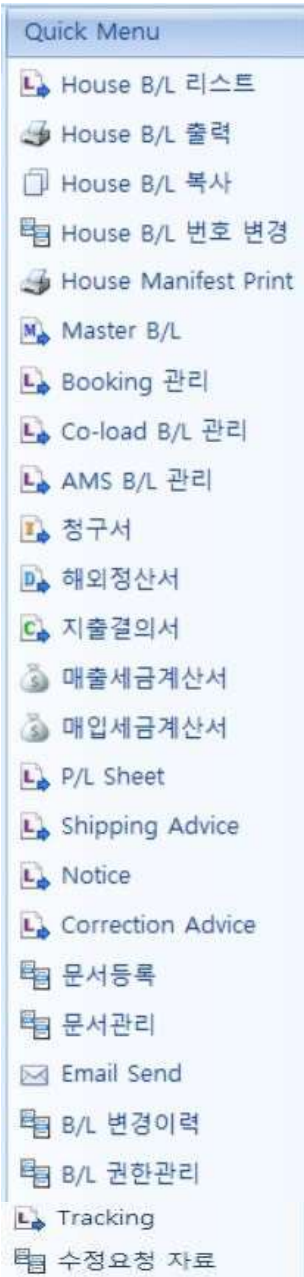 Quick Menu
House B/L 리스트
House B/L 출력
House B/L 복사
House B/L 번호 변경
House Manifest Print
Master B/L
Booking 관리
Co-load B/L 관리
AMS B/L 관리
청구서
해외정산서
지출결의서
매출세금계산서
매입세금계산서
P/L Sheet
Shipping Advice
Notice
Correction Advice
문서등록
문서관리
Email Send
B/L 변경이력
B/L 권한관리
Tracking
수정요청 자료